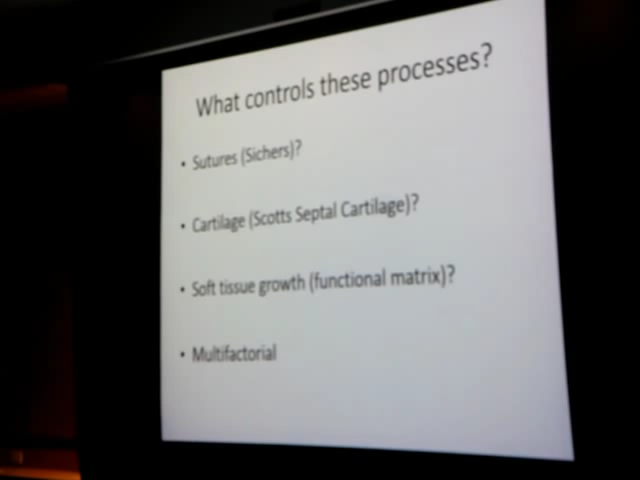 What controls these processes?
• Sutures (Sichers)?
• Cartilage (Scotts Septal Cartilage)?
• Soft tissue growth (functional matrix)?
• Multifactorial